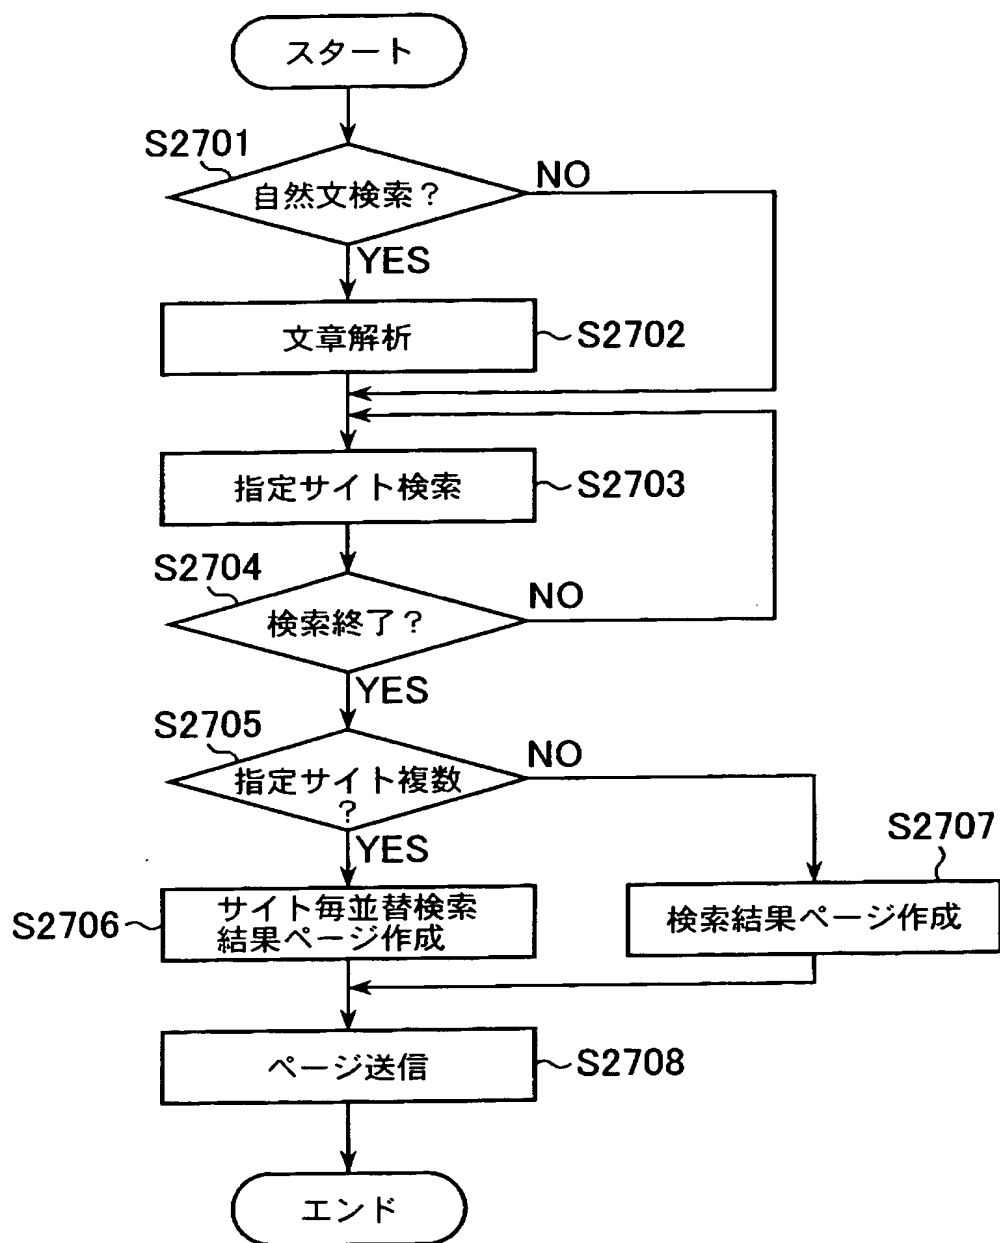 スタート
S2701
自然文検索？
NO
YES
文章解析
S2702
指定サイト検索
S2703
S2704
検索終了？
NO
YES
S2705
指定サイト複数
？
NO
YES
S2707
S2706
サイト毎並替検索
結果ページ作成
検索結果ページ作成
ページ送信
S2708
エンド